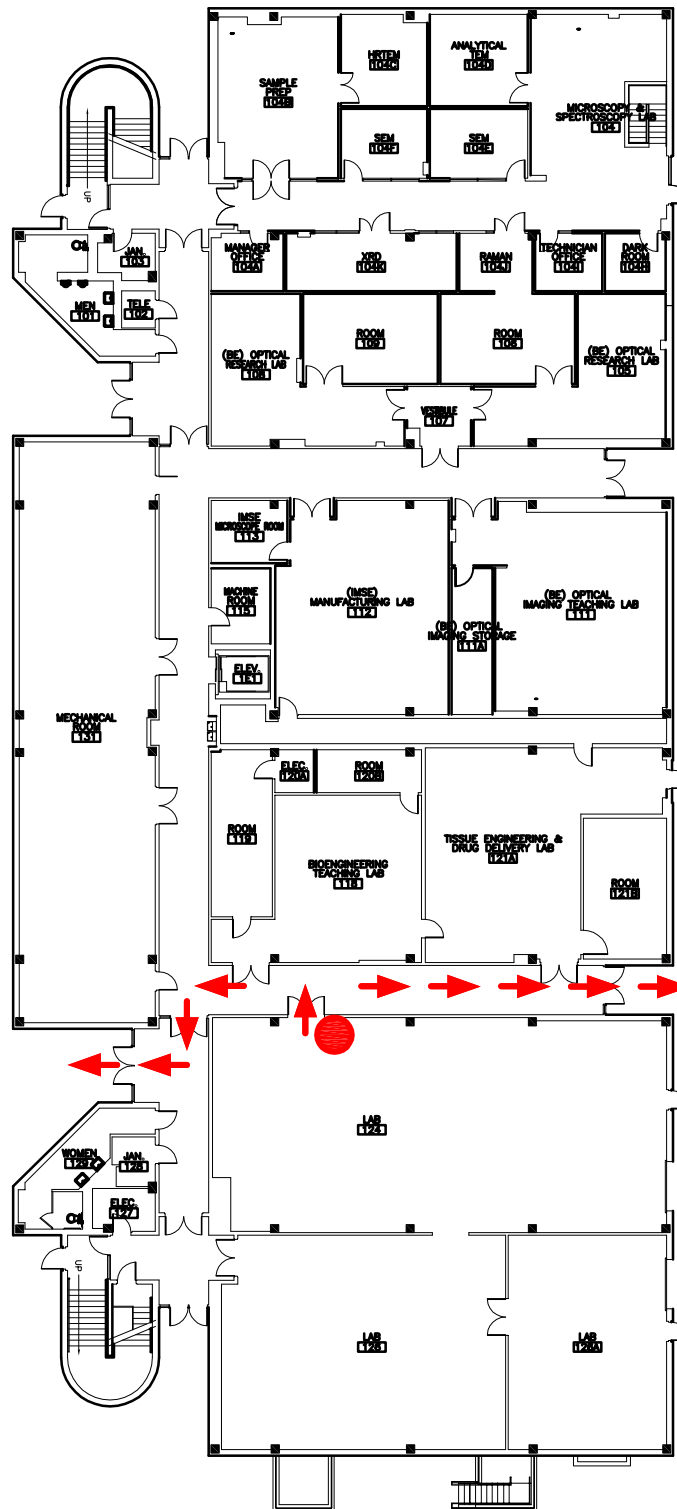 HRTEM
104C
ANALYTICAL
TEM
104D
SAMPLE
PREP
104B
MICROSCOPY &
SPECTROSCOPY LAB
104
SEM
104F
SEM
104E
UP
JAN.
103
MANAGER
OFFICE
104A
XRD
104K
RAMAN
104J
TECHNICIAN
OFFICE
104I
DARK
ROOM
104H
MEN
101
TELE
102
ROOM
109
ROOM
106
(BE) OPTICAL
RESEARCH LAB
108
(BE) OPTICAL
RESEARCH LAB
105
VESTIBULE
107
IMSE
MICROSCOPE ROOM
113
MACHINE
ROOM
115
(IMSE)
MANUFACTURING LAB
112
(BE) OPTICAL
IMAGING TEACHING LAB
111
(BE) OPTICAL
IMAGING STORAGE
111A
ELEV.
1E1
MECHANICAL
ROOM
131
ELEC.
120A
ROOM
120B
ROOM
119
BIOENGINEERING
TEACHING LAB
118
TISSUE ENGINEERING &
DRUG DELIVERY LAB
121A
ROOM
121B
LAB
124
WOMEN
129
JAN.
128
ELEC.
127
UP
LAB
126
LAB
126A